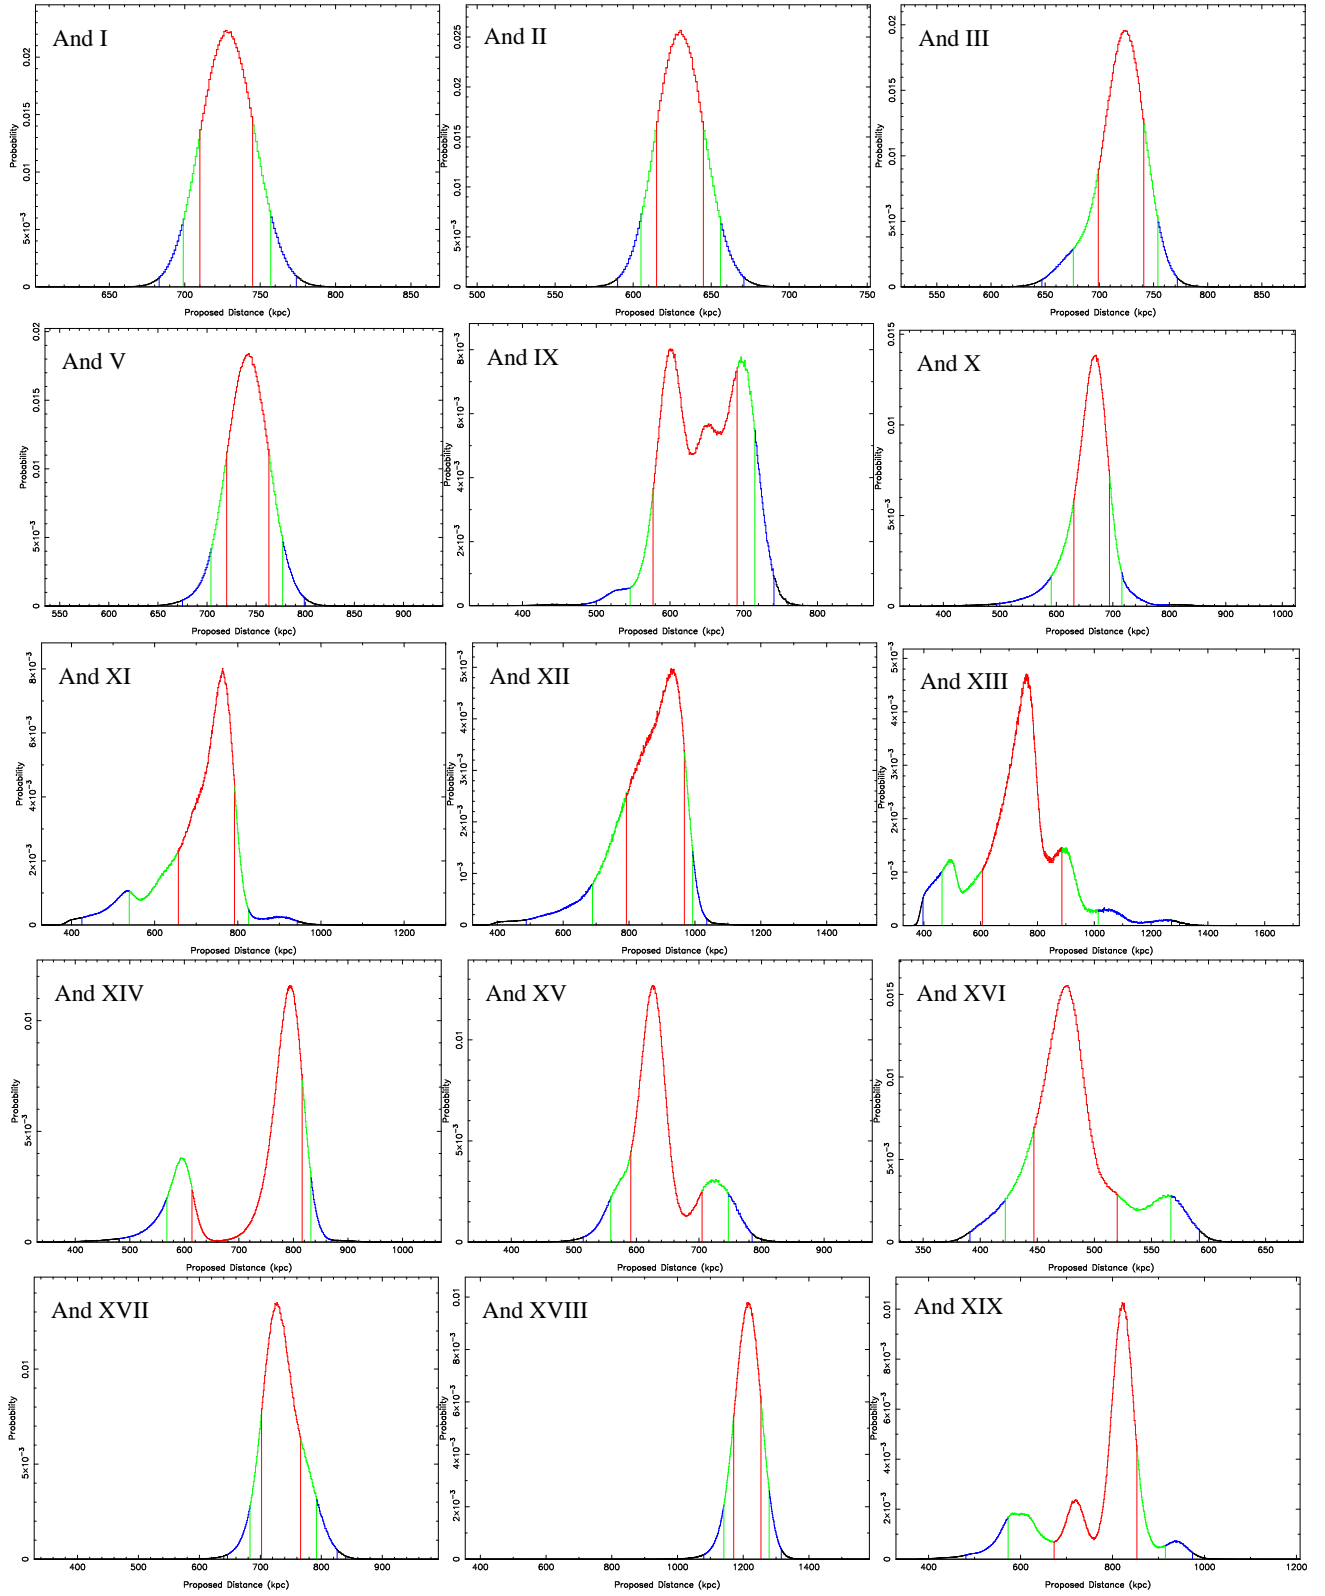 And I
Probability
0 5×10⁻³ 0.01 0.015 0.02
650 700 750 800 850
Proposed Distance (kpc)
And II
Probability
0 5×10⁻³ 0.01 0.015 0.02 0.025
500 550 600 650 700 750
Proposed Distance (kpc)
And III
Probability
0 5×10⁻³ 0.01 0.015 0.02
550 600 650 700 750 800 850
Proposed Distance (kpc)
And V
Probability
0 5×10⁻³ 0.01 0.015 0.02
550 600 650 700 750 800 850 900
Proposed Distance (kpc)
And IX
Probability
0 2×10⁻³ 4×10⁻³ 6×10⁻³ 8×10⁻³
400 500 600 700 800
Proposed Distance (kpc)
And X
Probability
0 5×10⁻³ 0.01 0.015
400 500 600 700 800 900 1000
Proposed Distance (kpc)
And XI
Probability
0 2×10⁻³ 4×10⁻³ 6×10⁻³ 8×10⁻³
400 600 800 1000 1200
Proposed Distance (kpc)
And XII
Probability
0 10⁻³ 2×10⁻³ 3×10⁻³ 4×10⁻³ 5×10⁻³
400 600 800 1000 1200 1400
Proposed Distance (kpc)
And XIII
Probability
0 10⁻³ 2×10⁻³ 3×10⁻³ 4×10⁻³ 5×10⁻³
400 600 800 1000 1200 1400 1600
Proposed Distance (kpc)
And XIV
Probability
0 5×10⁻³ 0.01
400 500 600 700 800 900 1000
Proposed Distance (kpc)
And XV
Probability
0 5×10⁻³ 0.01
400 500 600 700 800 900
Proposed Distance (kpc)
And XVI
Probability
0 5×10⁻³ 0.01 0.015
350 400 450 500 550 600 650
Proposed Distance (kpc)
And XVII
Probability
0 5×10⁻³ 0.01
400 500 600 700 800 900
Proposed Distance (kpc)
And XVIII
Probability
0 2×10⁻³ 4×10⁻³ 6×10⁻³ 8×10⁻³ 0.01
400 600 800 1000 1200 1400
Proposed Distance (kpc)
And XIX
Probability
0 2×10⁻³ 4×10⁻³ 6×10⁻³ 8×10⁻³ 0.01
400 600 800 1000 1200
Proposed Distance (kpc)